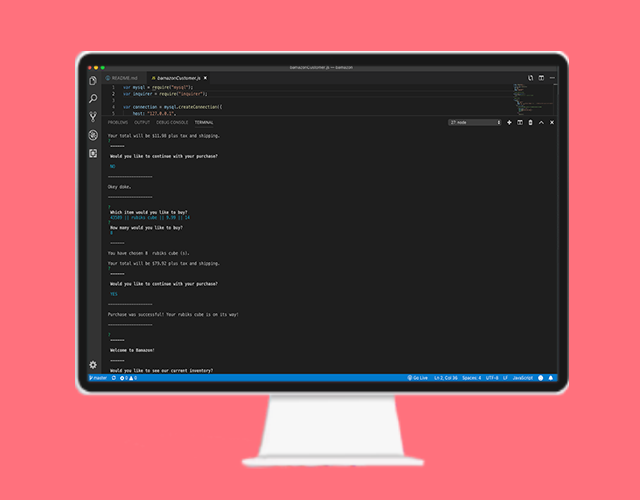 bamazonCustomer.js — bamazon
README.md
bamazonCustomer.js
1 var mysql = require("mysql");
2 var inquirer = require("inquirer");
3
4 var connection = mysql.createConnection({
5 host: "127.0.0.1",
PROBLEMS OUTPUT DEBUG CONSOLE TERMINAL
2: node
Your total will be $11.98 plus tax and shipping.
?
------
Would you like to continue with your purchase?
NO
Okey doke.
?
Which item would you like to buy?
rubiks cube || 9.99 || 14
?
How many would you like to buy?
8
------
You have chosen 8 rubiks cube (s).
Your total will be $79.92 plus tax and shipping.
?
------
Would you like to continue with your purchase?
YES
Purchase was successful! Your rubiks cube is on its way!
?
------
Welcome to Bamazon!
------
Would you like to see our current inventory?
master 0 0 Go Live Ln 2, Col 36 Spaces: 4 UTF-8 LF JavaScript